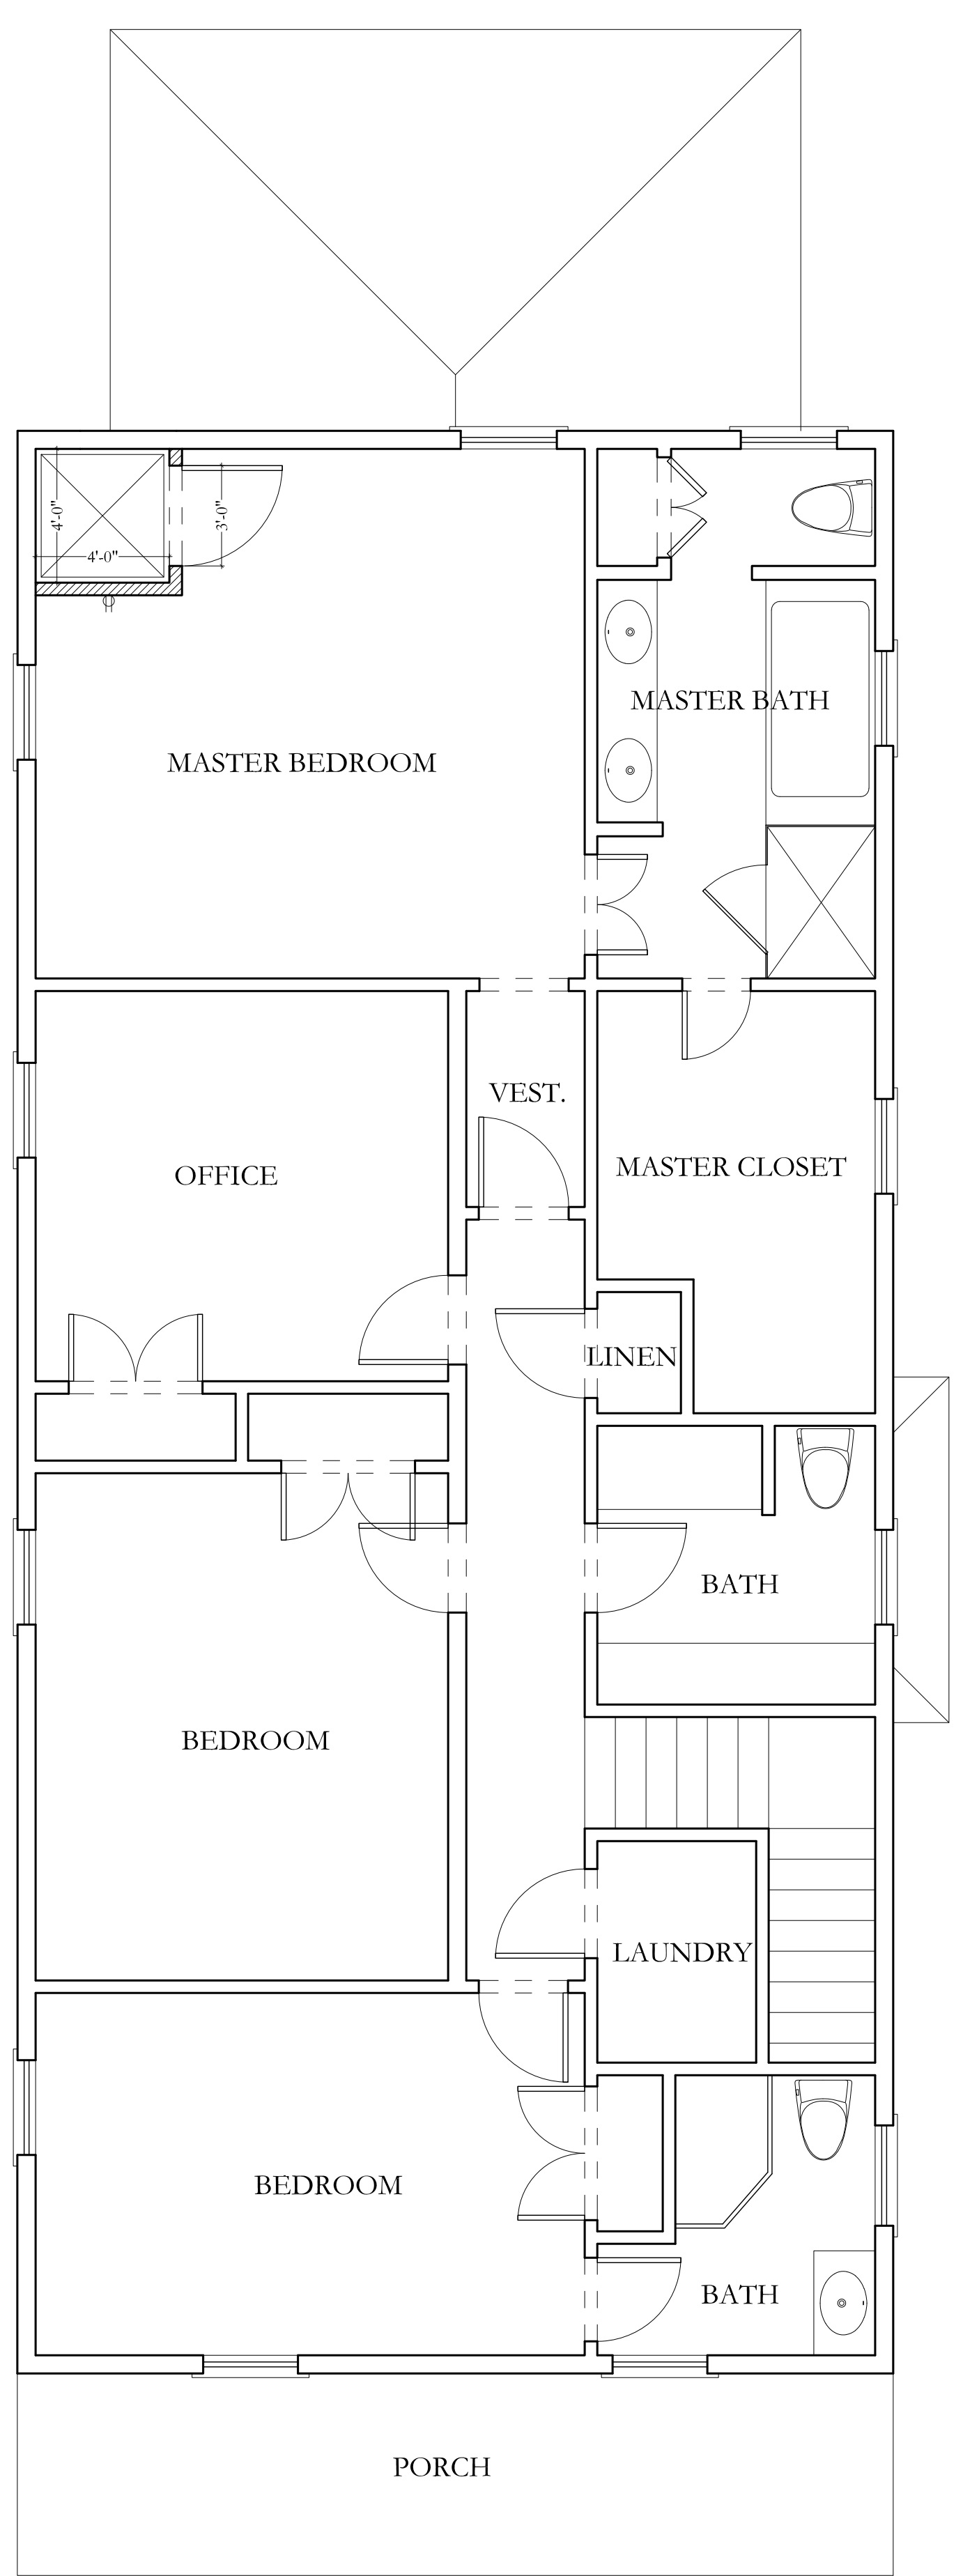 4'-0"
3'-0"
4'-0"
MASTER BATH
MASTER BEDROOM
VEST.
MASTER CLOSET
OFFICE
LINEN
BATH
BEDROOM
LAUNDRY
BEDROOM
BATH
PORCH